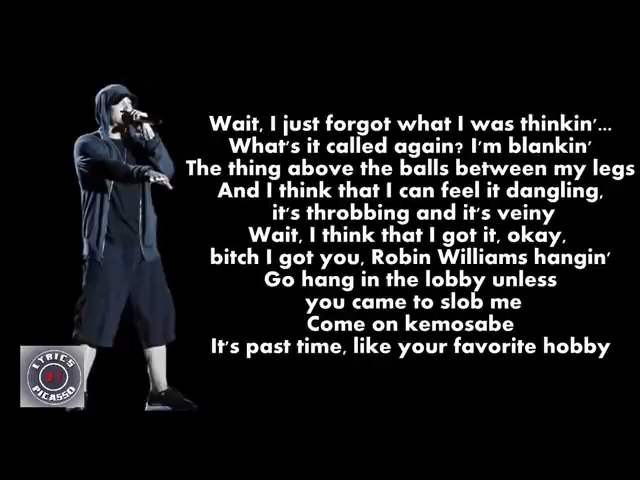 Wait, I just forgot what I was thinkin'...
What's it called again? I'm blankin'
The thing above the balls between my legs
And I think that I can feel it dangling,
it's throbbing and it's veiny
Wait, I think that I got it, okay,
bitch I got you, Robin Williams hangin'
Go hang in the lobby unless
you came to slob me
Come on kemosabe
It's past time, like your favorite hobby
LYRICS
#1
PICASSO